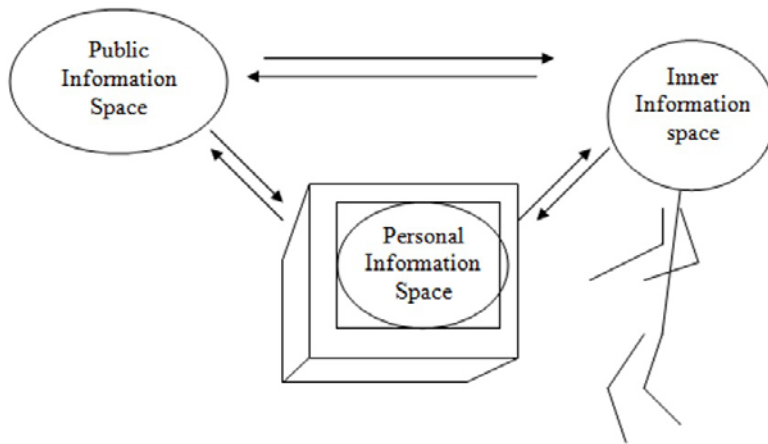 Public
Information
Space
Inner
Information
space
Personal
Information
Space